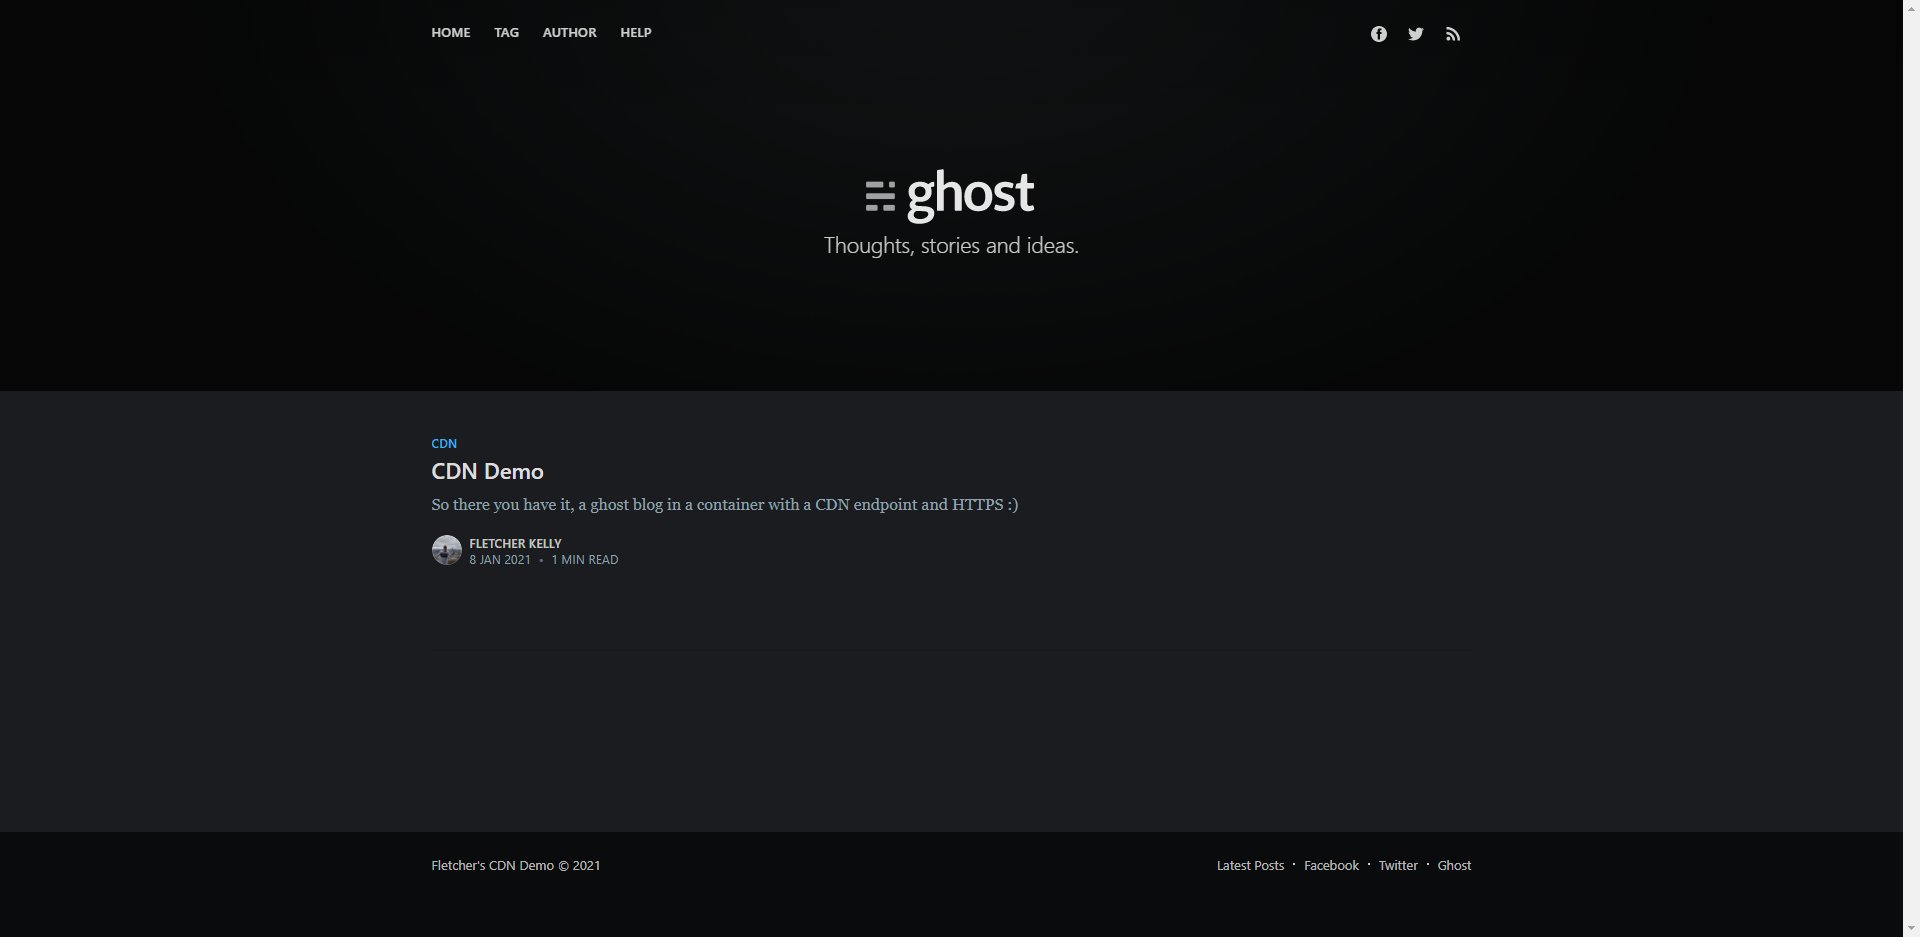 HOME TAG AUTHOR HELP
ghost
Thoughts, stories and ideas.
CDN
CDN Demo
So there you have it, a ghost blog in a container with a CDN endpoint and HTTPS :)
FLETCHER KELLY
8 JAN 2021 • 1 MIN READ
Fletcher's CDN Demo © 2021
Latest Posts · Facebook · Twitter · Ghost